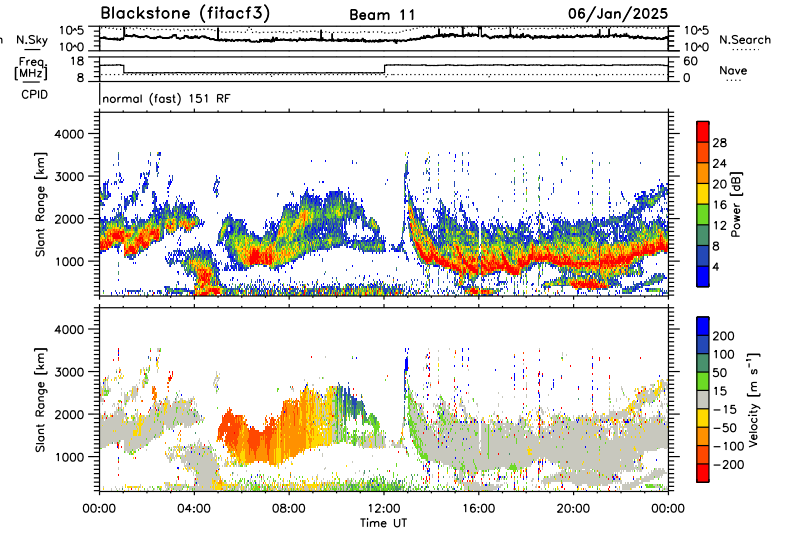 Blackstone (fitacf3) Beam 11 06/Jan/2025
n N.Sky 10^5 10^0 10^5 10^0 N.Search
Freq. [MHz] 18 8 60 0 Nave
CPID normal (fast) 151 RF
Slant Range [km]
4000
3000
2000
1000
28
24
20
16
12
8
4
Power [dB]
Slant Range [km]
4000
3000
2000
1000
200
100
50
15
-15
-50
-100
-200
Velocity [m s⁻¹]
00:00 04:00 08:00 12:00 16:00 20:00 00:00
Time UT